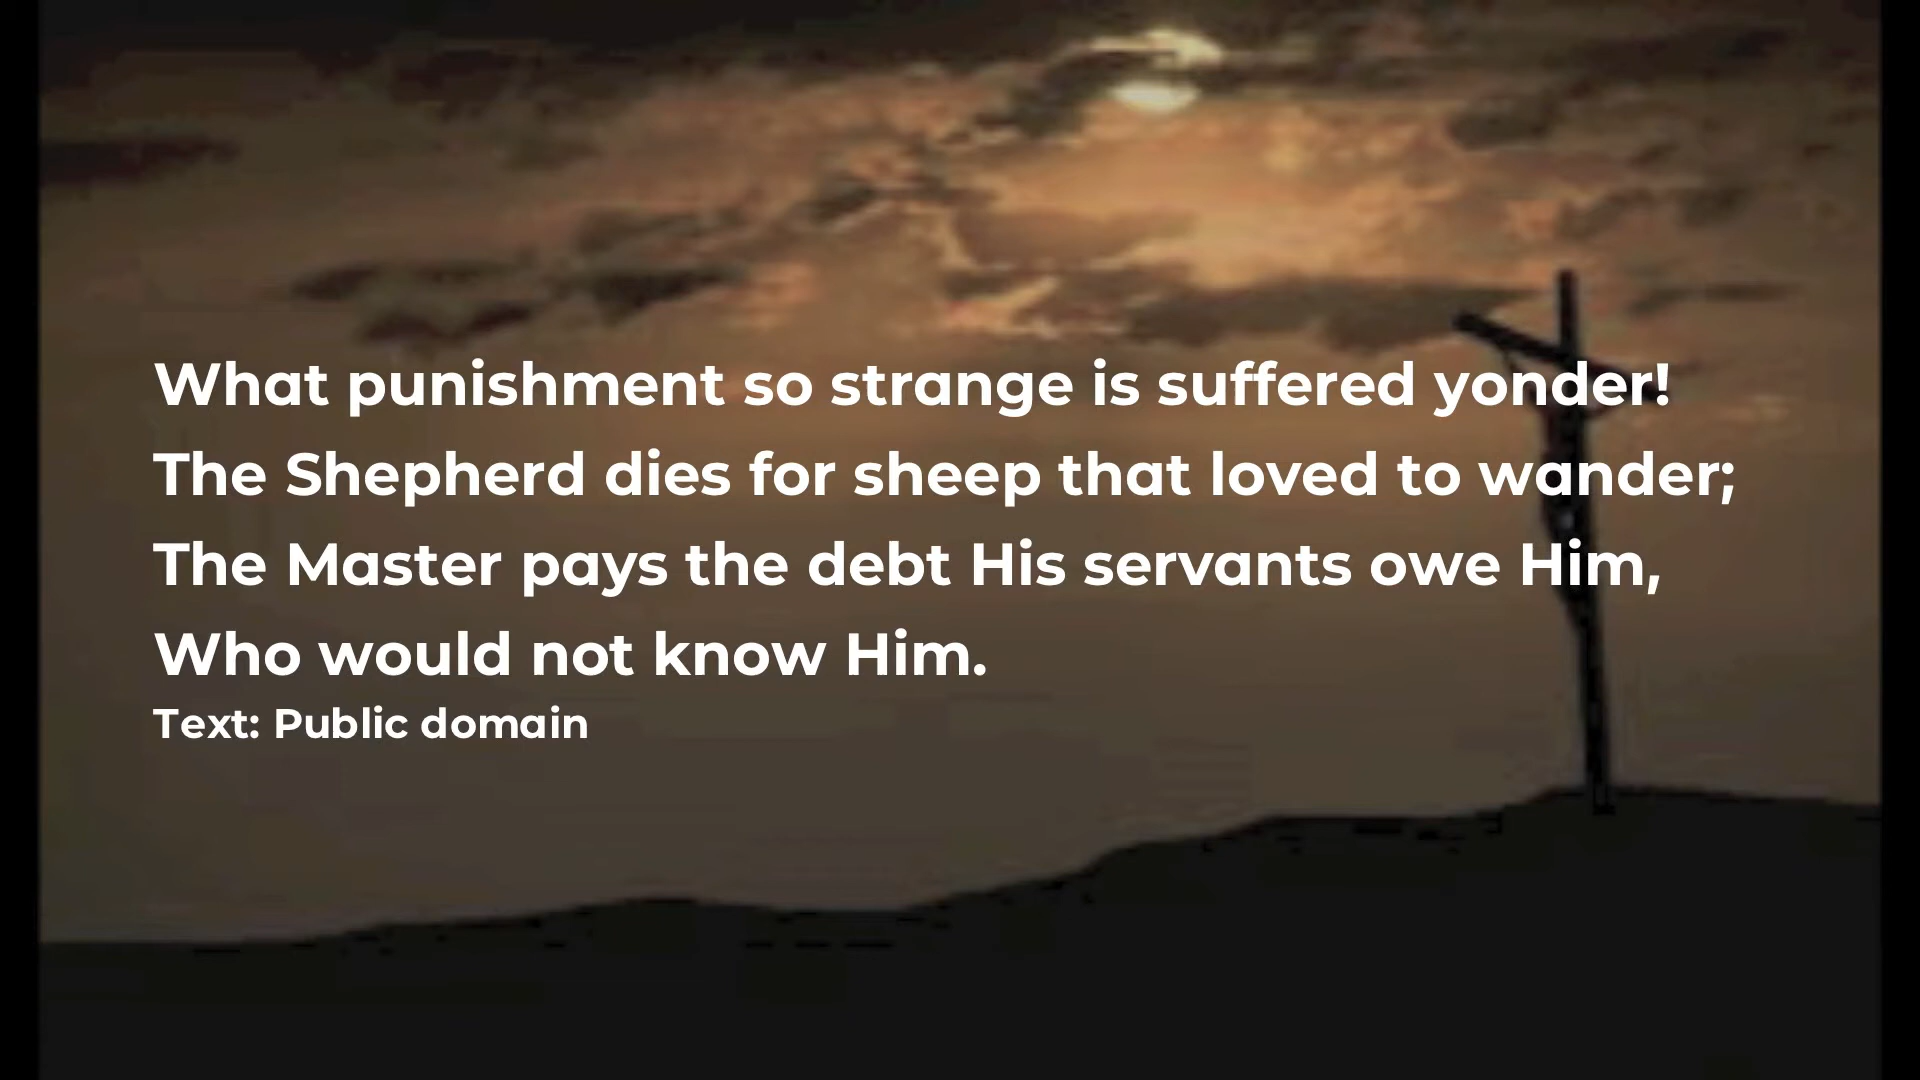 What punishment so strange is suffered yonder!
The Shepherd dies for sheep that loved to wander;
The Master pays the debt His servants owe Him,
Who would not know Him.
Text: Public domain